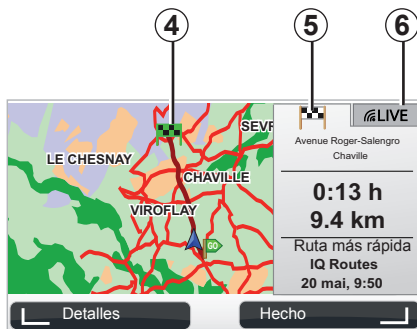 4 5 6
LIVE
SEVR
LE CHESNAY
CHAVILLE
VIROFLAY
GO
Avenue Roger-Salengro
Chaville
0:13 h
9.4 km
Ruta más rápida
IQ Routes
20 mai, 9:50
Detalles
Hecho